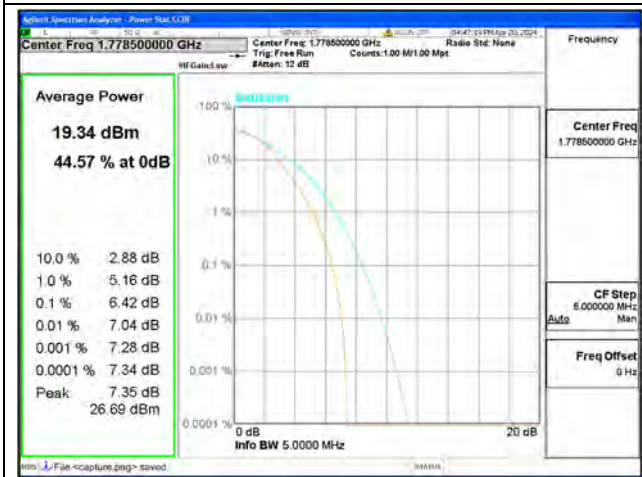 Agilent Spectrum Analyzer - Power Stat CCDF
04:47:19 PM Apr 20, 2024
Center Freq 1.778500000 GHz
Center Freq: 1.778500000 GHz
Radio Std: None
Trig: Free Run
Counts:1.00 M/1.00 Mpt
#IFGain:Low
#Atten: 12 dB
Frequency
Average Power
19.34 dBm
44.57 % at 0dB
10.0 % 2.88 dB
1.0 % 5.16 dB
0.1 % 6.42 dB
0.01 % 7.04 dB
0.001 % 7.28 dB
0.0001 % 7.34 dB
Peak 7.35 dB
26.69 dBm
100 %
Gaussian
10 %
1 %
0.1 %
0.01 %
0.001 %
0.0001 %
0 dB
20 dB
Info BW 5.0000 MHz
Center Freq
1.778500000 GHz
CF Step
5.000000 MHz
Auto Man
Freq Offset
0 Hz
MSG
File <capture.png> saved
STATUS